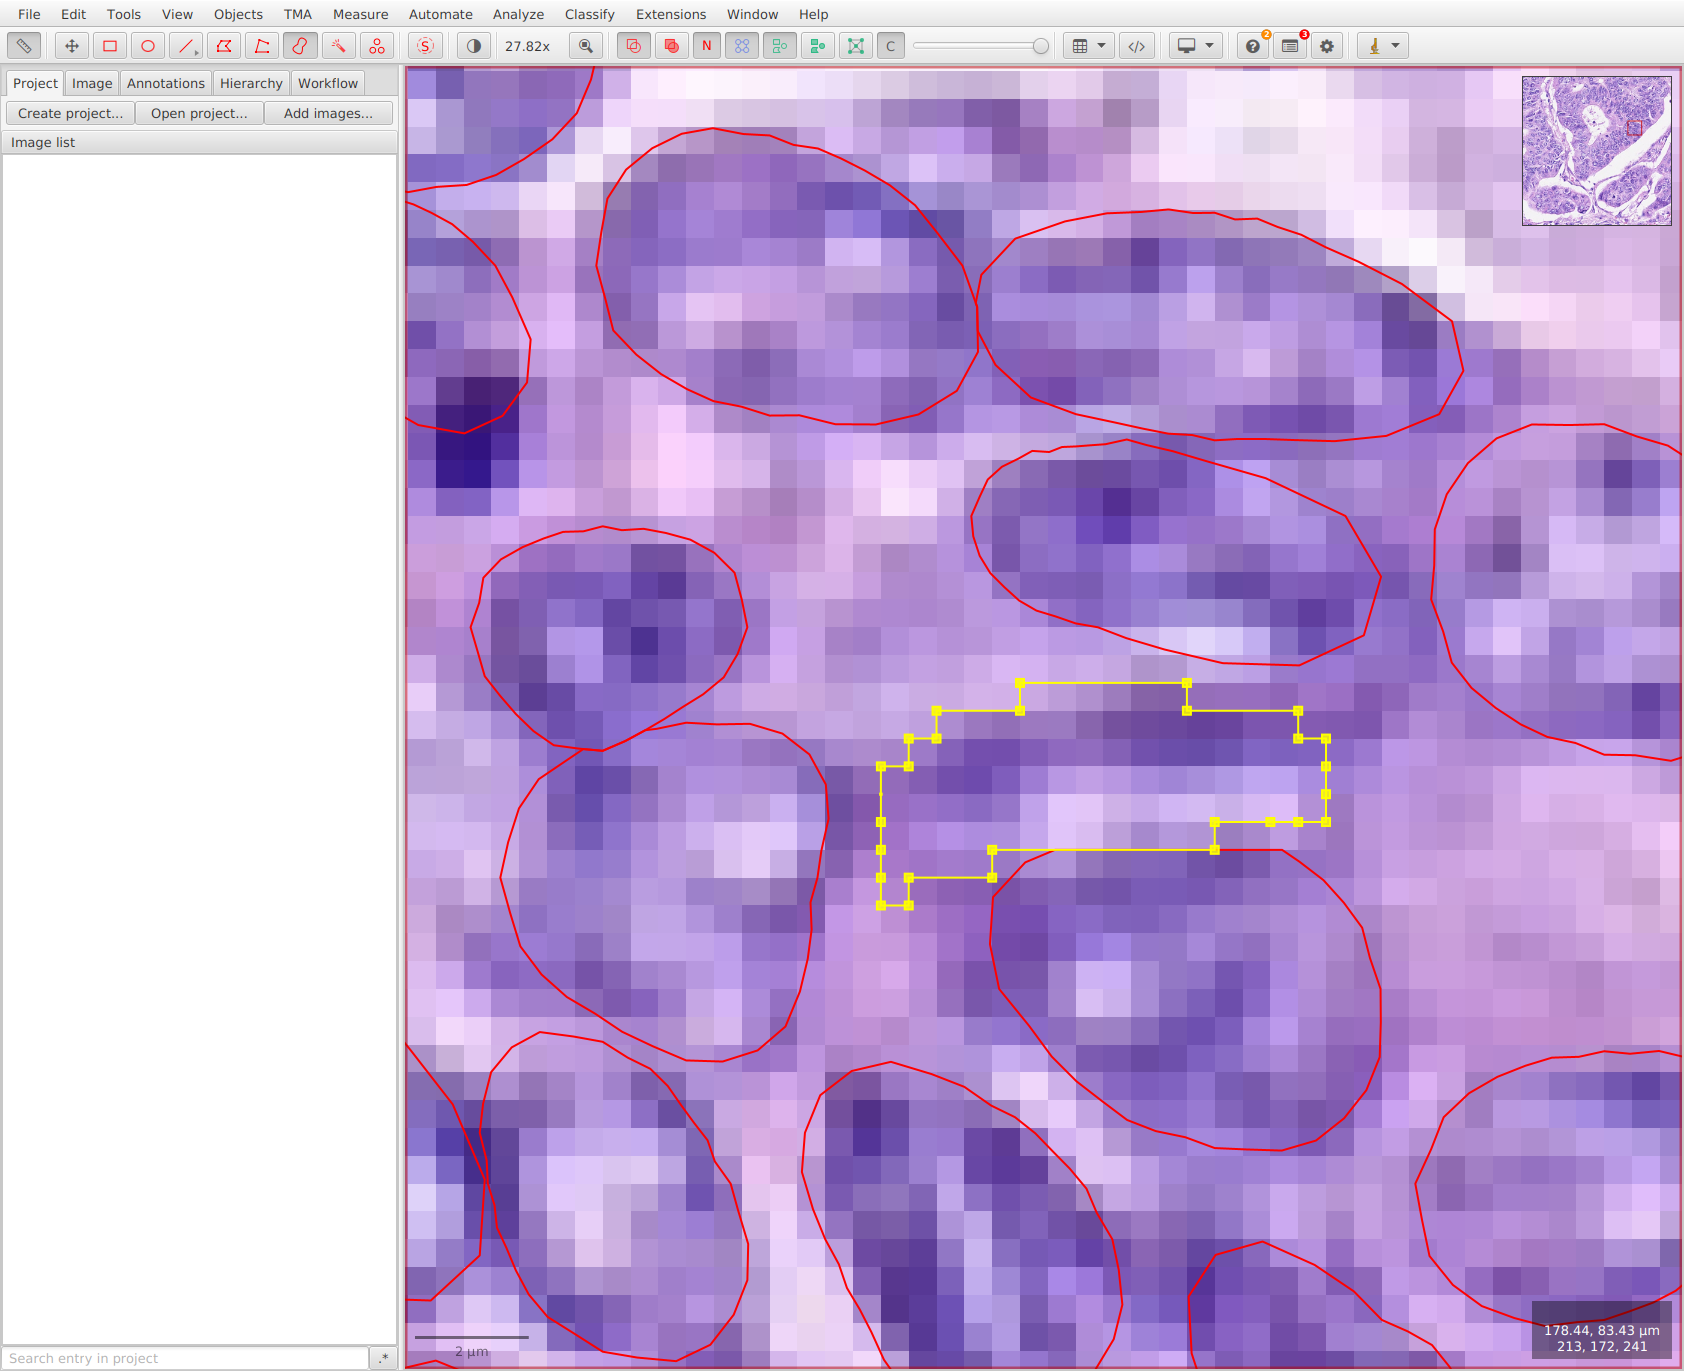 File Edit Tools View Objects TMA Measure Automate Analyze Classify Extensions Window Help
S 27.82x N C </> ? 2 3
Project Image Annotations Hierarchy Workflow
Create project... Open project... Add images...
Image list
2 µm
178.44, 83.43 µm
213, 172, 241
Search entry in project .*